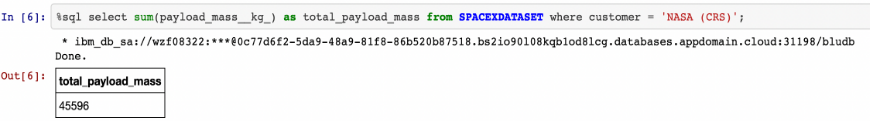 In [6]: %sql select sum(payload_mass__kg_) as total_payload_mass from SPACEXDATASET where customer = 'NASA (CRS)';
* ibm_db_sa://wzf08322:***@0c77d6f2-5da9-48a9-81f8-86b520b87518.bs2io90l08kqb1od8lcg.databases.appdomain.cloud:31198/bludb
Done.
Out[6]: total_payload_mass
45596